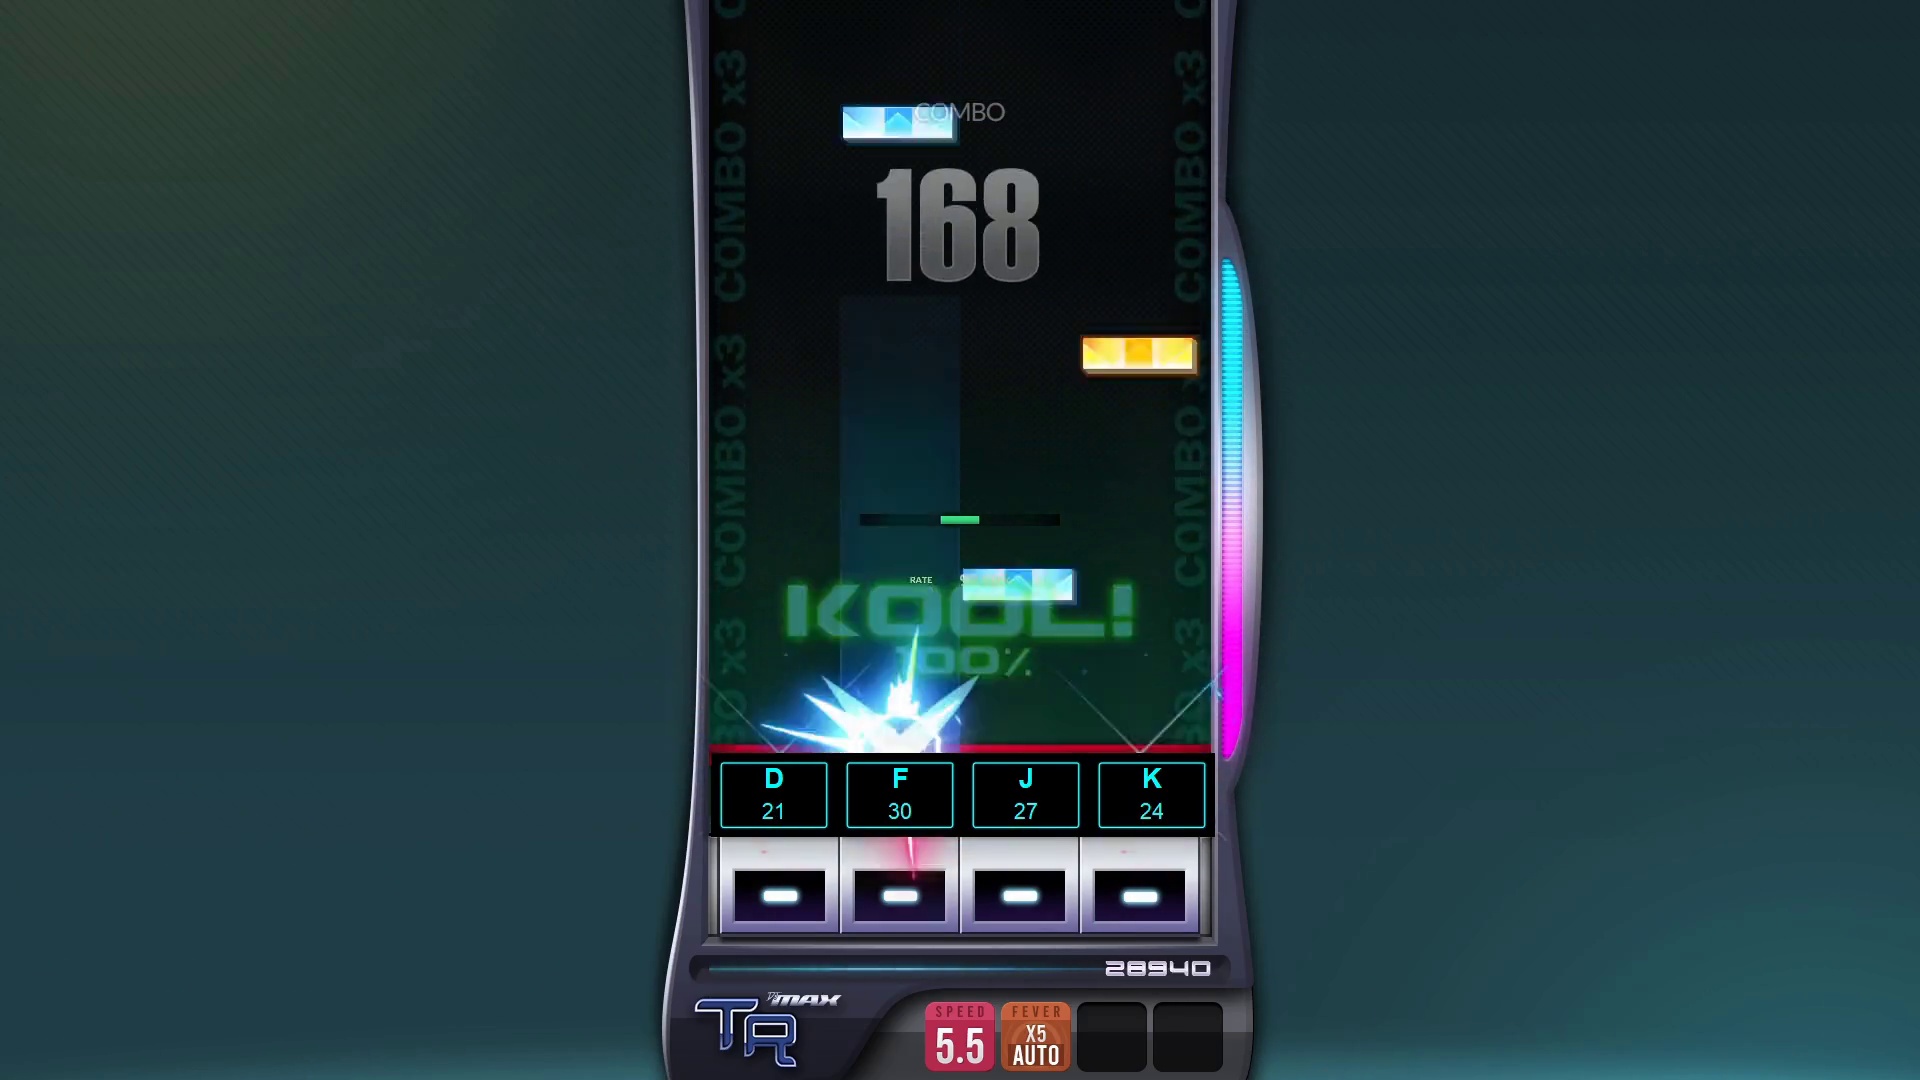 COMBO
168
COMBO x3
COMBO x3
COMBO x3
COMBO x3
COMBO x3
COMBO x3
RATE
KOOL!
100%
D
F
J
K
21
30
27
24
28940
MAX
TR
SPEED
5.5
FEVER
X5
AUTO